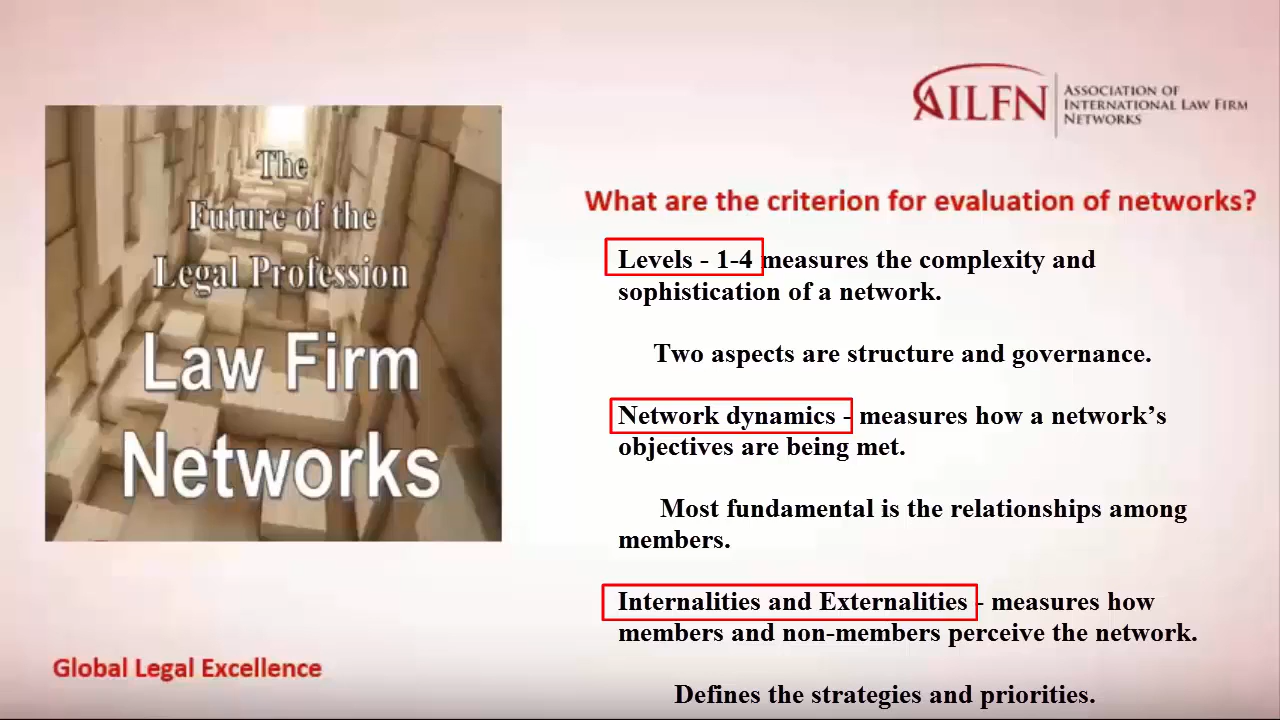 The
Future of the
Legal Profession
Law Firm
Networks
Global Legal Excellence
AILFN
ASSOCIATION OF
INTERNATIONAL LAW FIRM
NETWORKS
What are the criterion for evaluation of networks?
Levels - 1-4 measures the complexity and
sophistication of a network.
Two aspects are structure and governance.
Network dynamics - measures how a network’s
objectives are being met.
Most fundamental is the relationships among
members.
Internalities and Externalities - measures how
members and non-members perceive the network.
Defines the strategies and priorities.